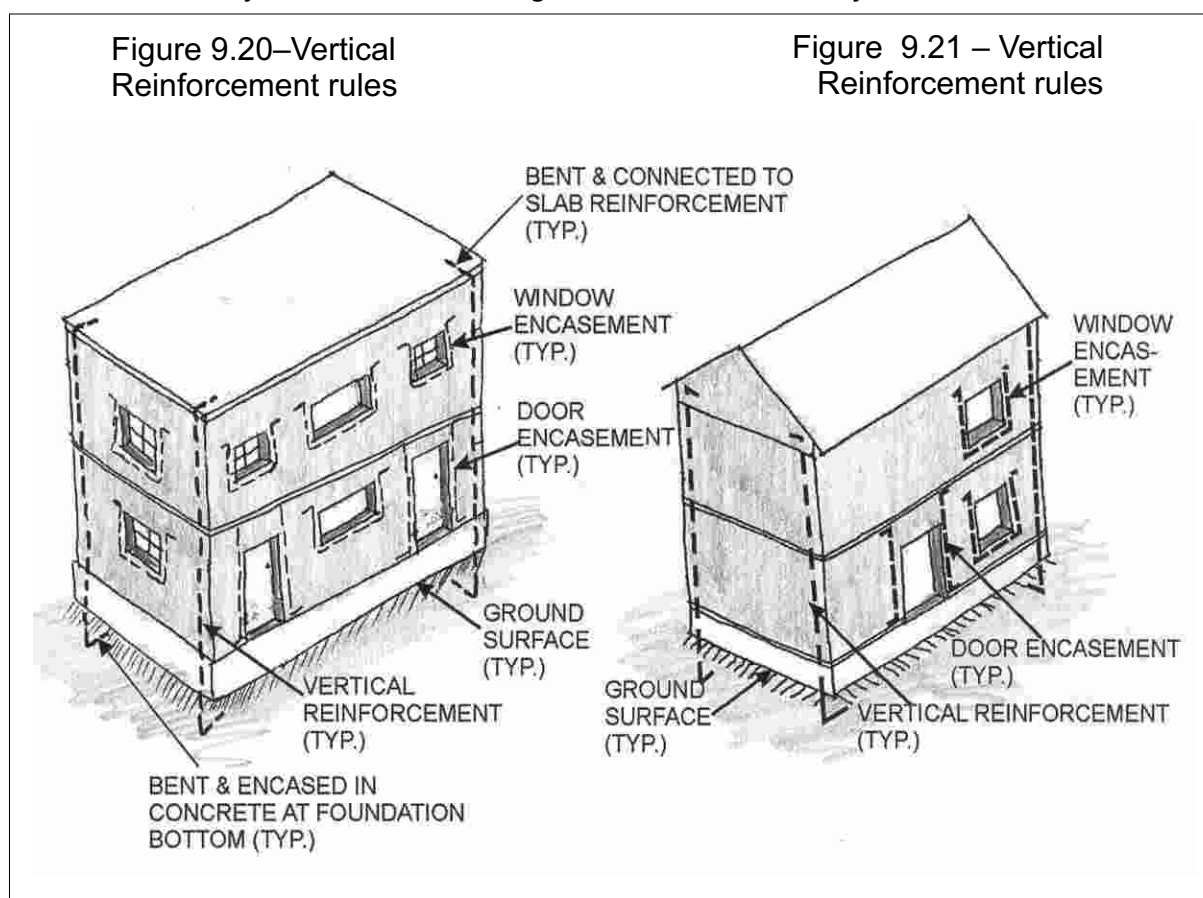 Figure 9.20–Vertical
Reinforcement rules
Figure 9.21 – Vertical
Reinforcement rules
BENT & CONNECTED TO
SLAB REINFORCEMENT
(TYP.)
WINDOW
ENCASEMENT
(TYP.)
DOOR
ENCASEMENT
(TYP.)
GROUND
SURFACE
(TYP.)
VERTICAL
REINFORCEMENT
(TYP.)
BENT & ENCASED IN
CONCRETE AT FOUNDATION
BOTTOM (TYP.)
WINDOW
ENCAS-
EMENT
(TYP.)
DOOR ENCASEMENT
(TYP.)
GROUND
SURFACE
(TYP.)
VERTICAL REINFORCEMENT
(TYP.)